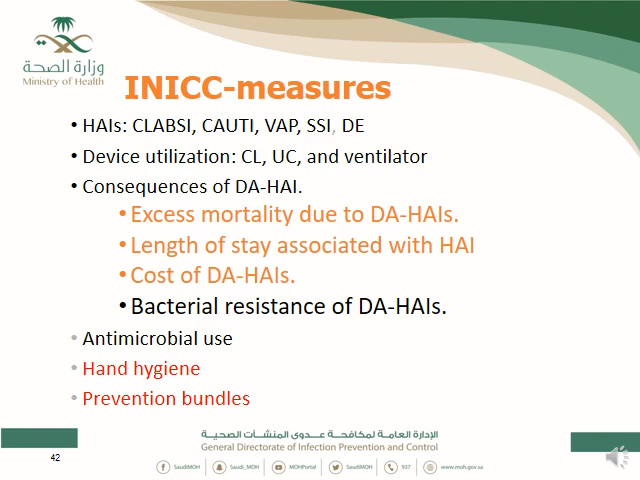 وزارة الصحة
Ministry of Health
INICC-measures
• HAIs: CLABSI, CAUTI, VAP, SSI, DE
• Device utilization: CL, UC, and ventilator
• Consequences of DA-HAI.
• Excess mortality due to DA-HAIs.
• Length of stay associated with HAI
• Cost of DA-HAIs.
• Bacterial resistance of DA-HAIs.
• Antimicrobial use
• Hand hygiene
• Prevention bundles
الإدارة العامة لمكافحة عدوى المنشآت الصحية
General Directorate of Infection Prevention and Control
SaudiMOH Saudi_MOH MOHPortal SaudiMOH 937 www.moh.gov.sa
42